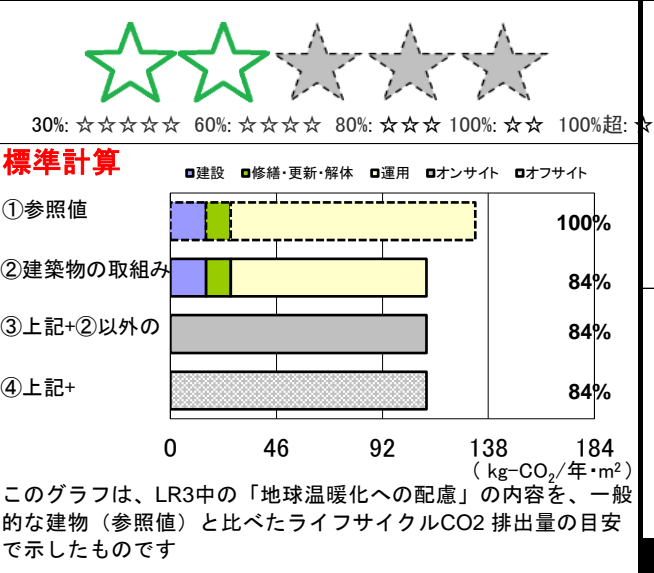 30%: ☆☆☆☆☆ 60%: ☆☆☆☆ 80%: ☆☆☆ 100%: ☆☆ 100%超: ☆
標準計算
建設 修繕・更新・解体 運用 オンサイト オフサイト
①参照値 100%
②建築物の取組み 84%
③上記+②以外の 84%
④上記+ 84%
0 46 92 138 184
( kg-CO₂/年・m² )
このグラフは、LR3中の「地球温暖化への配慮」の内容を、一般
的な建物（参照値）と比べたライフサイクルCO2 排出量の目安
で示したものです